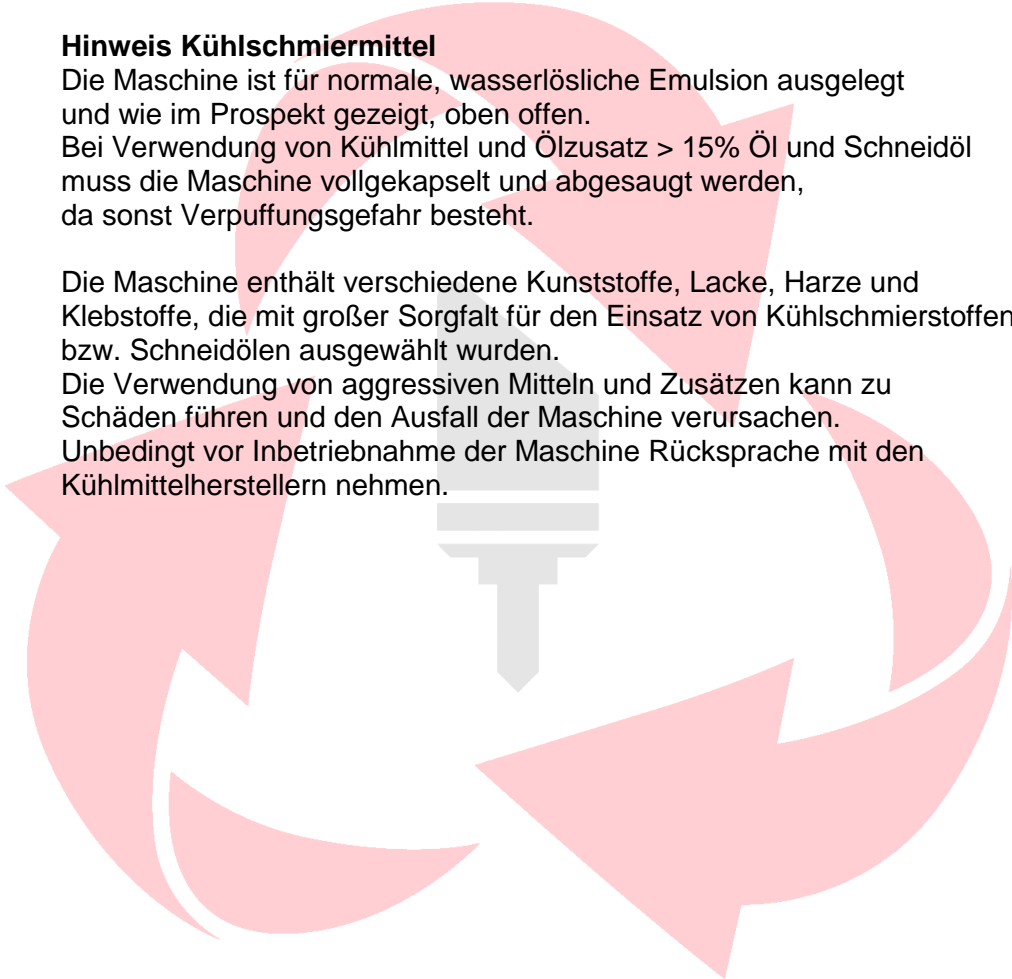 Hinweis Kühlschmiermittel
Die Maschine ist für normale, wasserlösliche Emulsion ausgelegt
und wie im Prospekt gezeigt, oben offen.
Bei Verwendung von Kühlmittel und Ölzusatz > 15% Öl und Schneidöl
muss die Maschine vollgekapselt und abgesaugt werden,
da sonst Verpuffungsgefahr besteht.
Die Maschine enthält verschiedene Kunststoffe, Lacke, Harze und
Klebstoffe, die mit großer Sorgfalt für den Einsatz von Kühlschmierstoffen
bzw. Schneidölen ausgewählt wurden.
Die Verwendung von aggressiven Mitteln und Zusätzen kann zu
Schäden führen und den Ausfall der Maschine verursachen.
Unbedingt vor Inbetriebnahme der Maschine Rücksprache mit den
Kühlmittelherstellern nehmen.